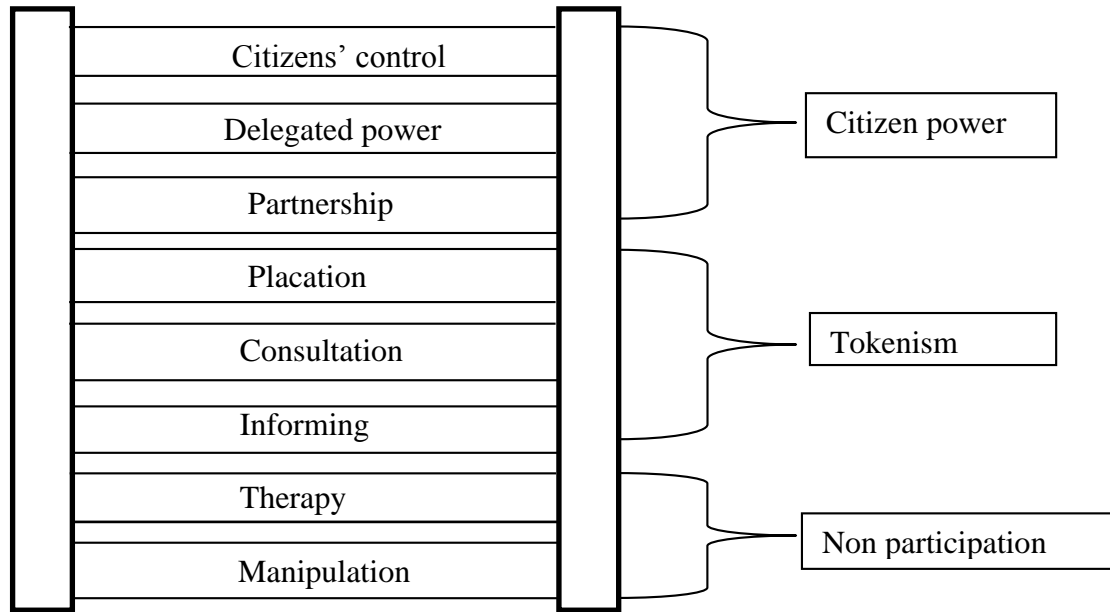 Citizens’ control
Delegated power
Partnership
Citizen power
Placation
Consultation
Informing
Tokenism
Therapy
Manipulation
Non participation